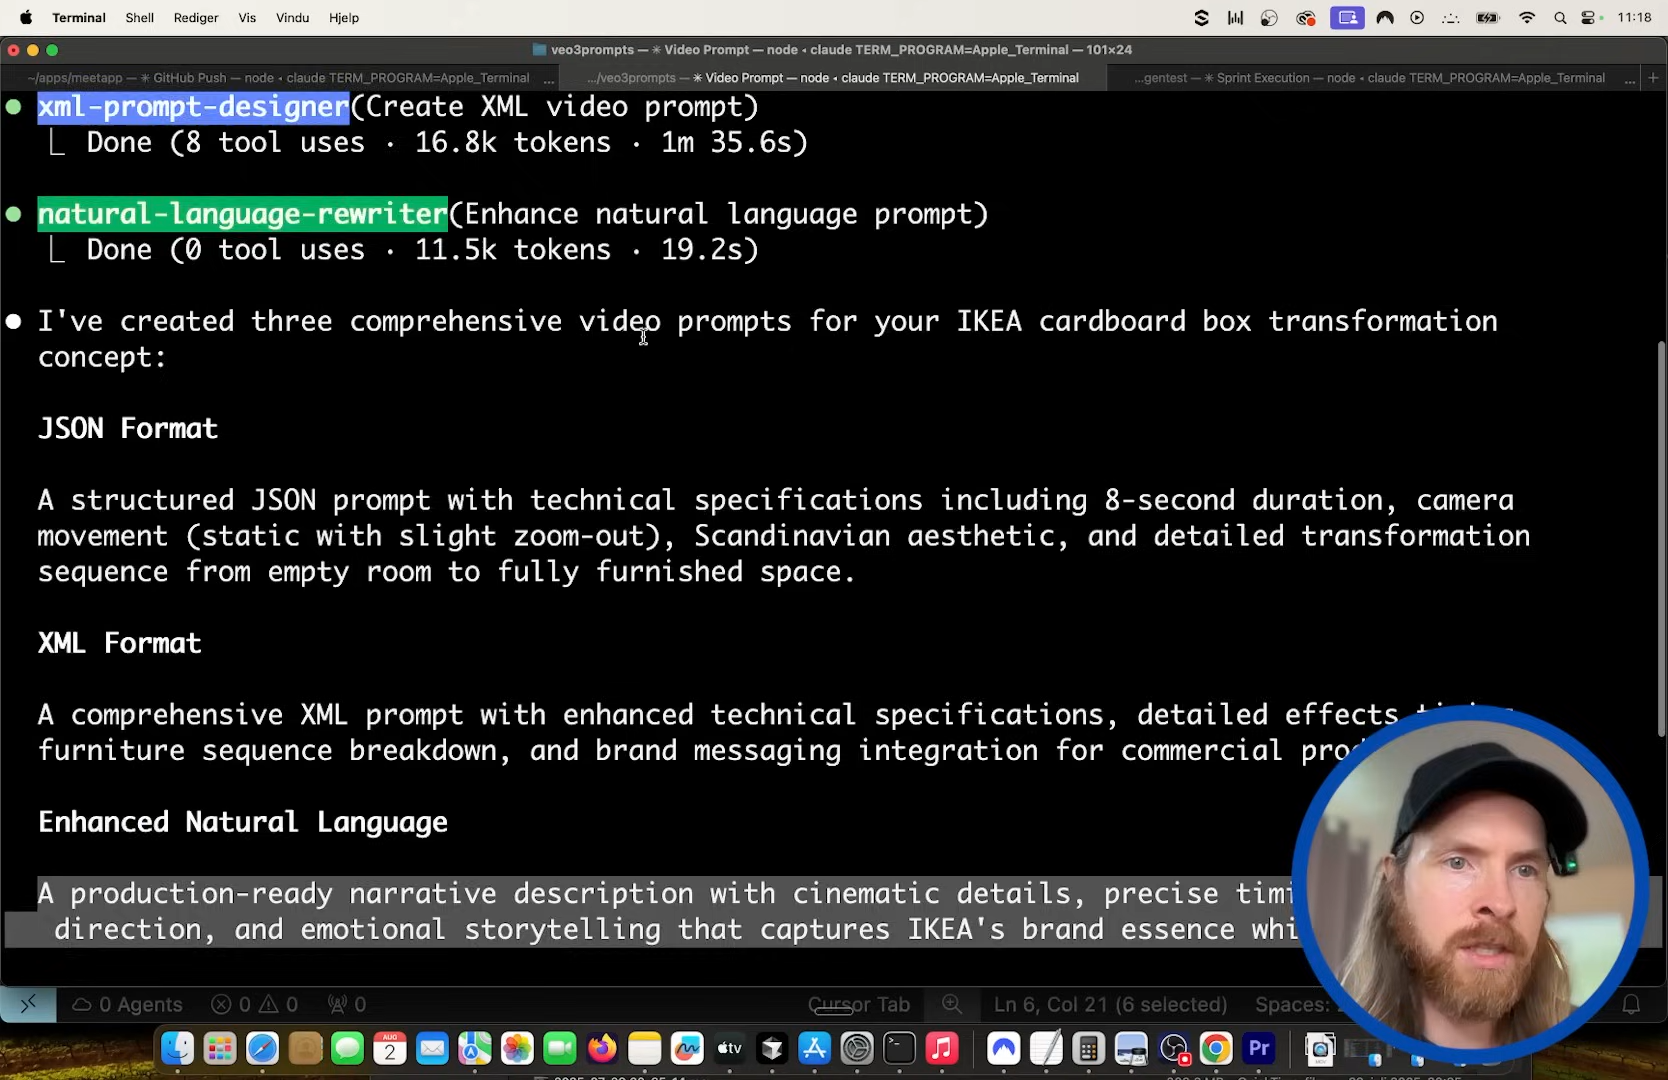 Terminal Shell Rediger Vis Vindu Hjelp 11:18
veo3prompts — ✳ Video Prompt — node ◂ claude TERM_PROGRAM=Apple_Terminal — 101×24
~/apps/meetapp — ✳ GitHub Push — node ◂ claude TERM_PROGRAM=Apple_Terminal ... .../veo3prompts — ✳ Video Prompt — node ◂ claude TERM_PROGRAM=Apple_Terminal ...gentest — ✳ Sprint Execution — node ◂ claude TERM_PROGRAM=Apple_Terminal ... +
xml-prompt-designer(Create XML video prompt)
Done (8 tool uses · 16.8k tokens · 1m 35.6s)
natural-language-rewriter(Enhance natural language prompt)
Done (0 tool uses · 11.5k tokens · 19.2s)
I've created three comprehensive video prompts for your IKEA cardboard box transformation
concept:
JSON Format
A structured JSON prompt with technical specifications including 8-second duration, camera
movement (static with slight zoom-out), Scandinavian aesthetic, and detailed transformation
sequence from empty room to fully furnished space.
XML Format
A comprehensive XML prompt with enhanced technical specifications, detailed effects
furniture sequence breakdown, and brand messaging integration for commercial
Enhanced Natural Language
A production-ready narrative description with cinematic details, precise
direction, and emotional storytelling that captures IKEA's brand essence
0 Agents 0 0 0 Cursor Tab Ln 6, Col 21 (6 selected) Spaces:
AUG
2
tv
Pr